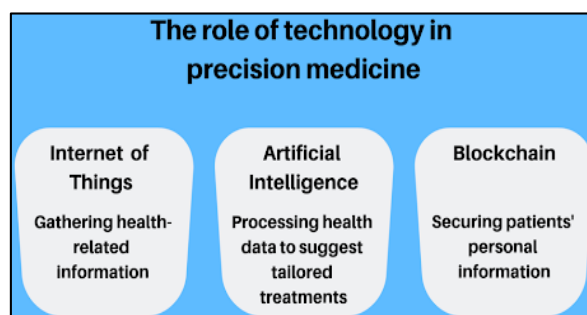 The role of technology in
precision medicine
Internet of
Things
Gathering health-
related
information
Artificial
Intelligence
Processing health
data to suggest
tailored
treatments
Blockchain
Securing patients'
personal
information